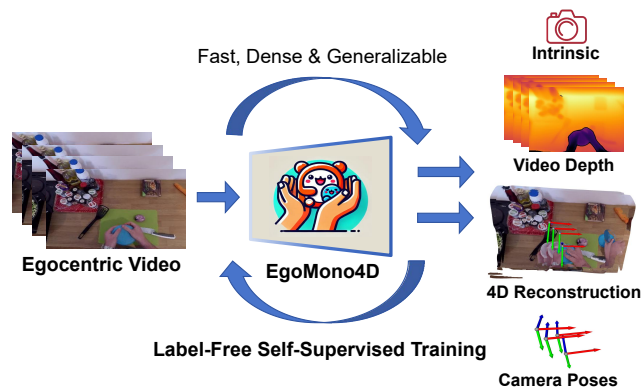 Fast, Dense & Generalizable
Intrinsic
Video Depth
Egocentric Video
EgoMono4D
4D Reconstruction
Label-Free Self-Supervised Training
Camera Poses